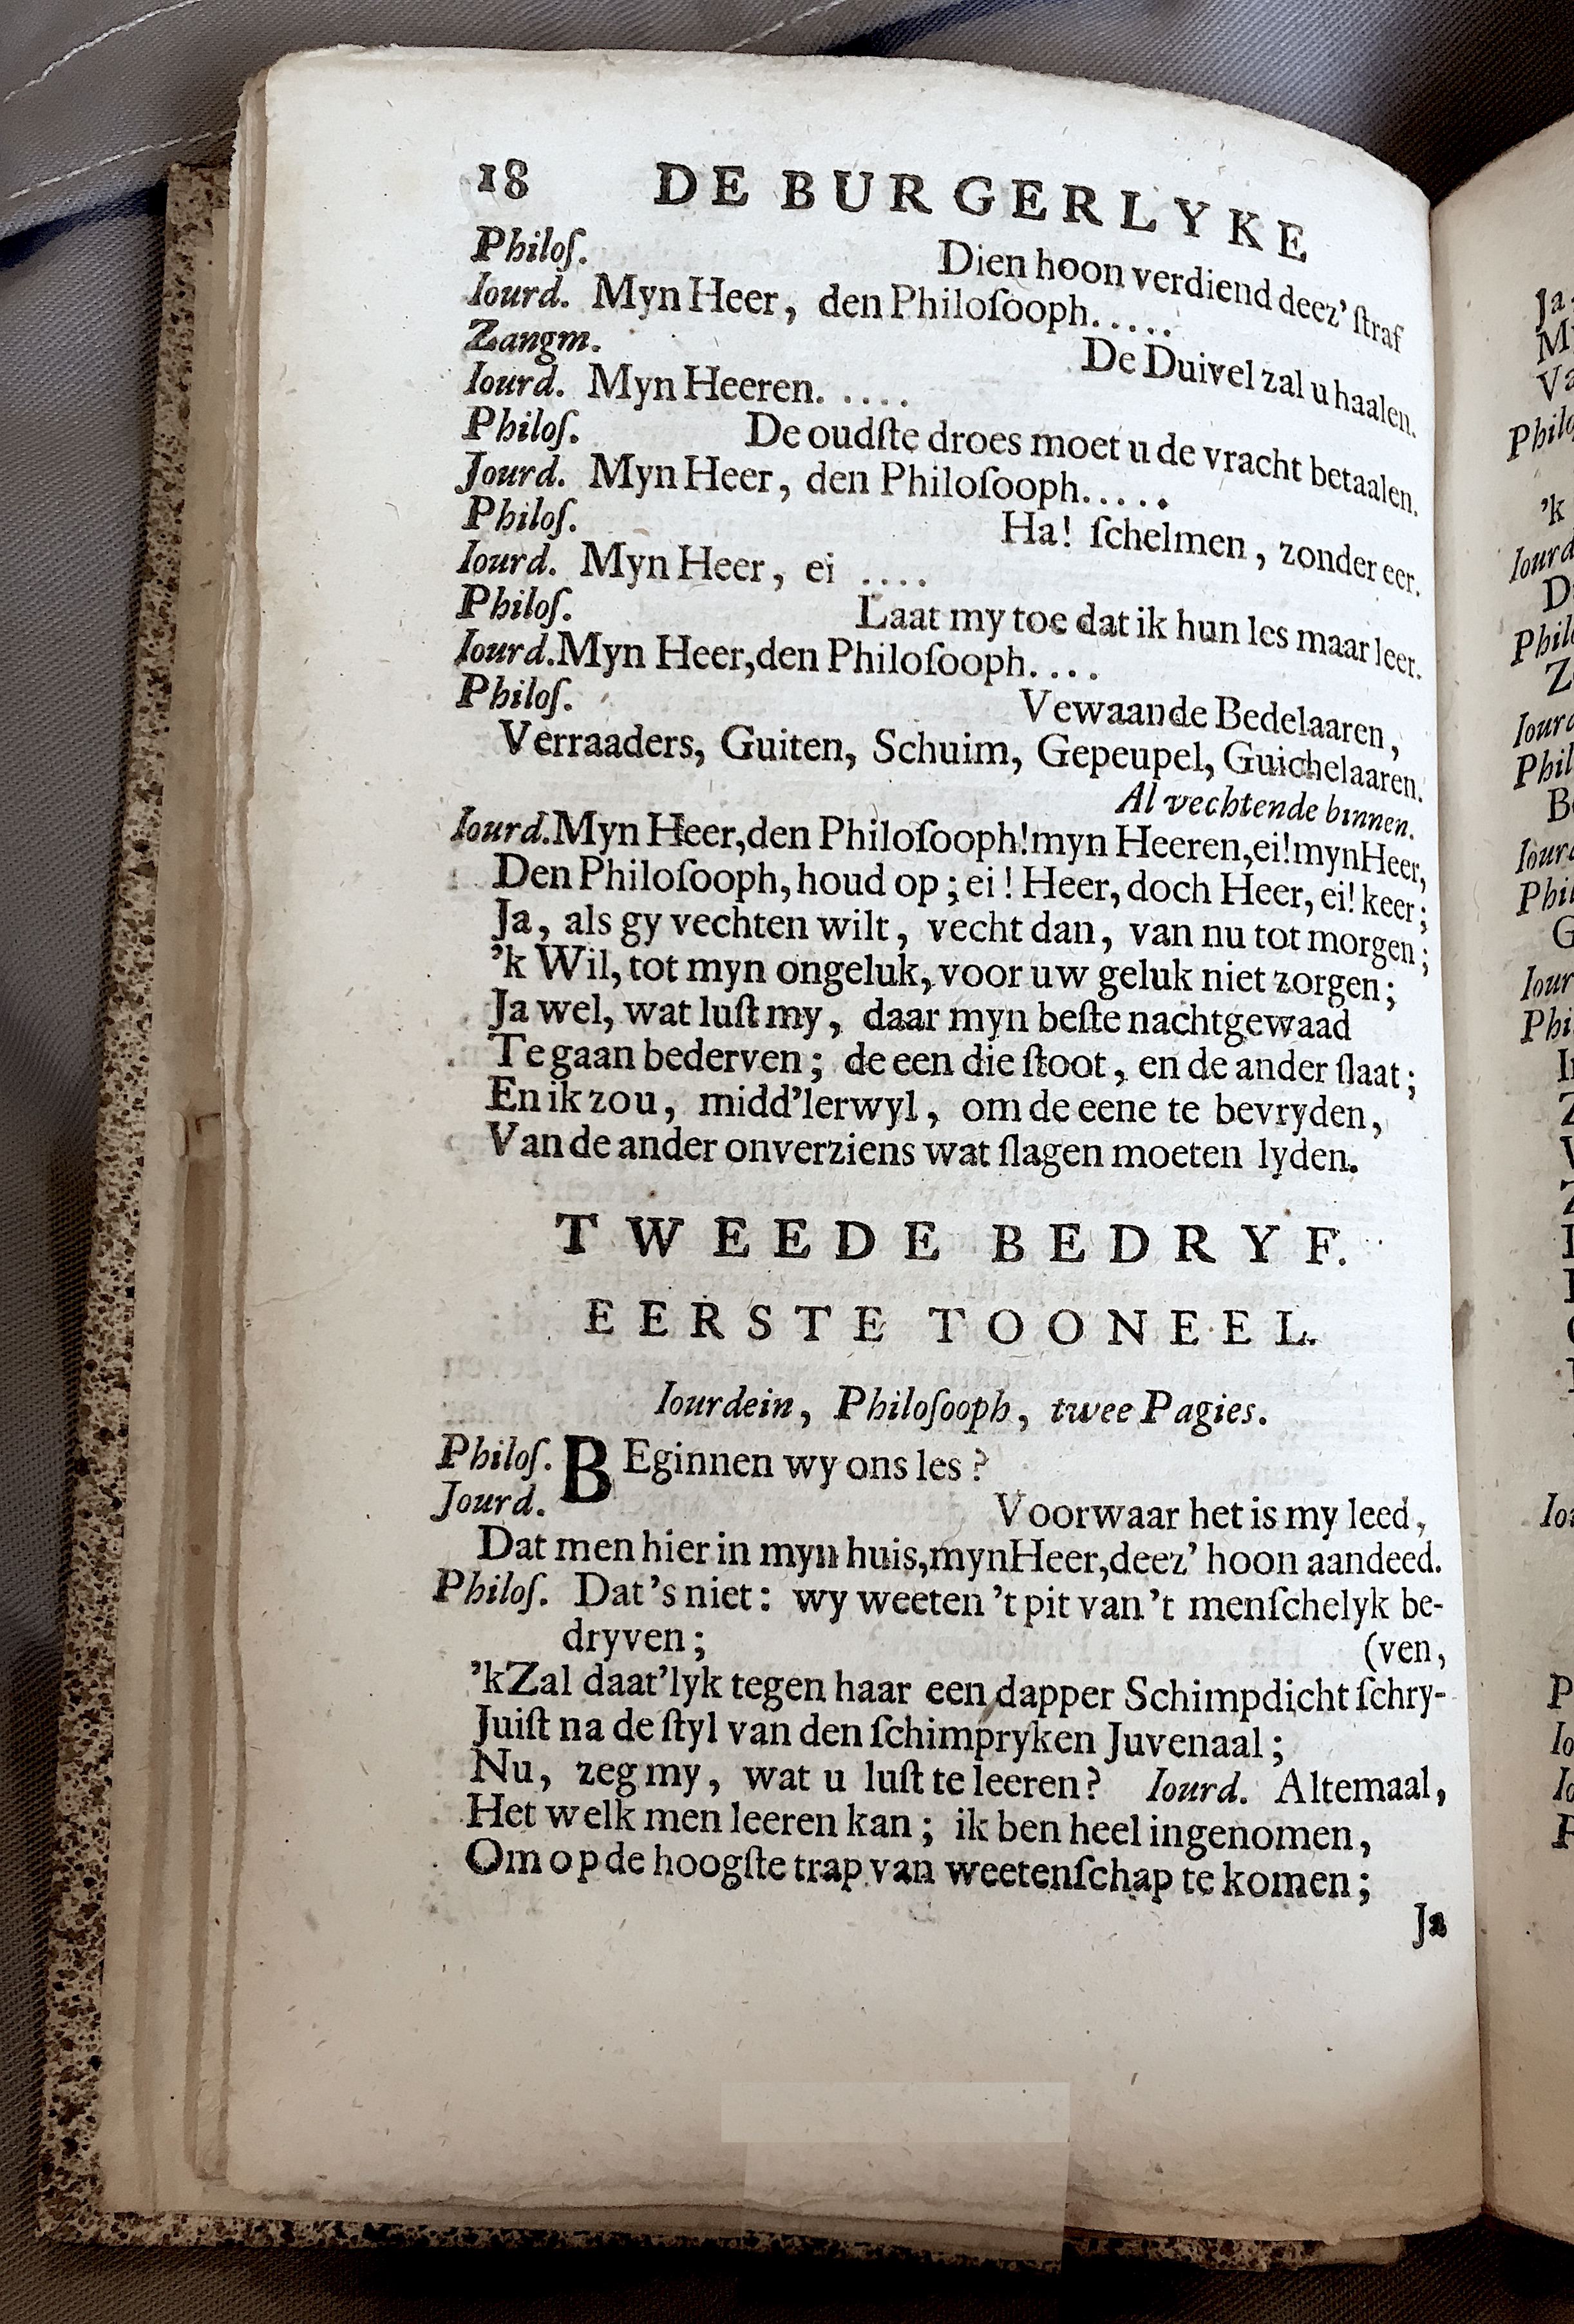 18 DE BURGERLYKE
Philoſ. Dien hoon verdiend deez' ſtraf
Iourd. Myn Heer, den Philoſooph.....
Zangm. De Duivel zal u haalen.
Iourd. Myn Heeren.....
Philoſ. De oudſte droes moet u de vracht betaalen.
Jourd. Myn Heer, den Philoſooph.....
Philoſ. Ha! ſchelmen, zonder eer.
Iourd. Myn Heer, ei ....
Philoſ. Laat my toe dat ik hun les maar leer.
Iourd. Myn Heer, den Philoſooph....
Philoſ. Vewaande Bedelaaren,
Verraaders, Guiten, Schuim, Gepeupel, Guichelaaren.
Al vechtende binnen.
Iourd. Myn Heer, den Philoſooph! myn Heeren, ei! myn Heer,
Den Philoſooph, houd op; ei! Heer, doch Heer, ei! keer;
Ja, als gy vechten wilt, vecht dan, van nu tot morgen;
'k Wil, tot myn ongeluk, voor uw geluk niet zorgen;
Ja wel, wat luſt my, daar myn beſte nachtgewaad
Te gaan bederven; de een die ſtoot, en de ander ſlaat;
En ik zou, midd'lerwyl, om de eene te bevryden,
Van de ander onverziens wat ſlagen moeten lyden.
TWEEDE BEDRYF.
EERSTE TOONEEL.
Iourdein, Philoſooph, twee Pagies.
Philoſ. BEginnen wy ons les?
Jourd. Voorwaar het is my leed,
Dat men hier in myn huis, myn Heer, deez' hoon aandeed.
Philoſ. Dat's niet: wy weeten 't pit van 't menſchelyk be-
dryven; (ven,
'k Zal daat'lyk tegen haar een dapper Schimpdicht ſchry-
Juiſt na de ſtyl van den ſchimpryken Juvenaal;
Nu, zeg my, wat u luſt te leeren? Iourd. Altemaal,
Het welk men leeren kan; ik ben heel ingenomen,
Om op de hoogſte trap van weetenſchap te komen;
Ja